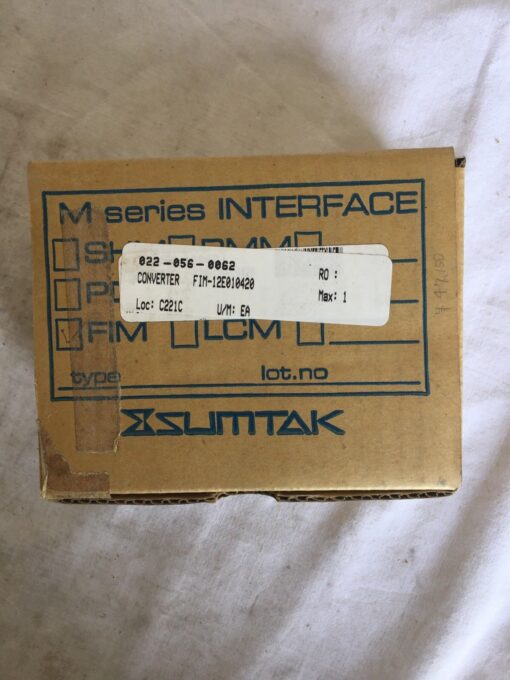 M series INTERFACE
022-056-0062
CONVERTER FIM-12E010420
RO :
Loc: C221C U/M: EA
Max: 1
FIM LCM
type lot.no
SUMTAK